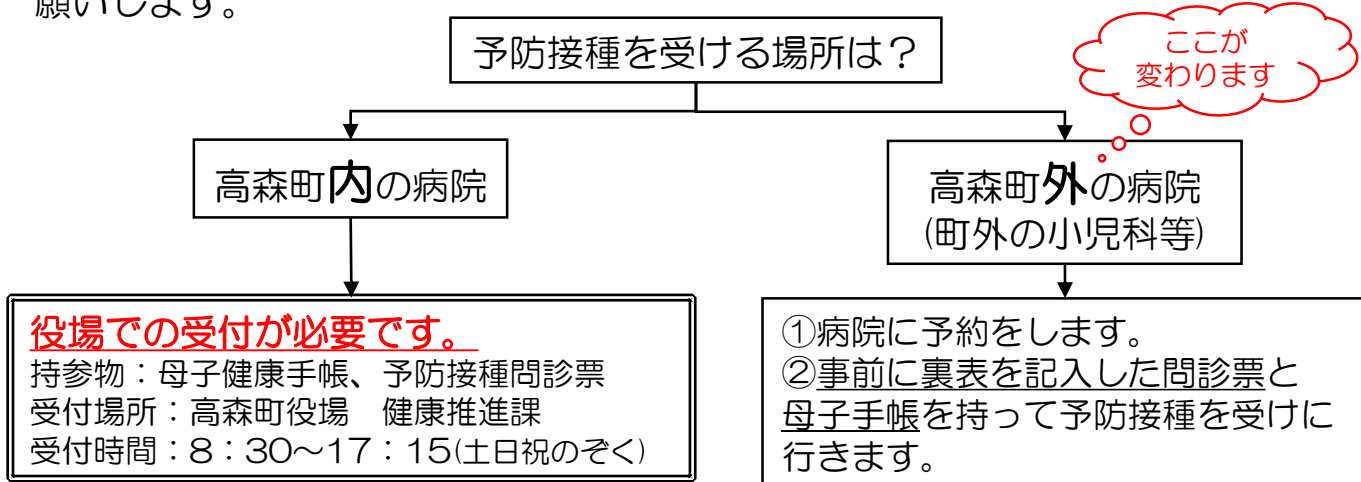 願いします。
予防接種を受ける場所は？
ここが
変わります
高森町内の病院
高森町外の病院
(町外の小児科等)
役場での受付が必要です。
持参物：母子健康手帳、予防接種問診票
受付場所：高森町役場　健康推進課
受付時間：８：３０～１７：１５(土日祝のぞく)
①病院に予約をします。
②事前に裏表を記入した問診票と
母子手帳を持って予防接種を受けに
行きます。